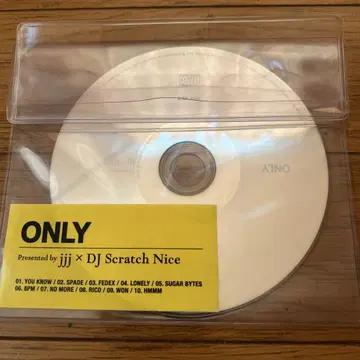 ONLY
ONLY
Presented by jjj × DJ Scratch Nice
01. YOU KNOW / 02. SPADE / 03. FEDEX / 04. LONELY / 05. SUGAR BYTES
06. 8PM / 07. NO MORE / 08. RICO / 09. WON / 10. HMMM